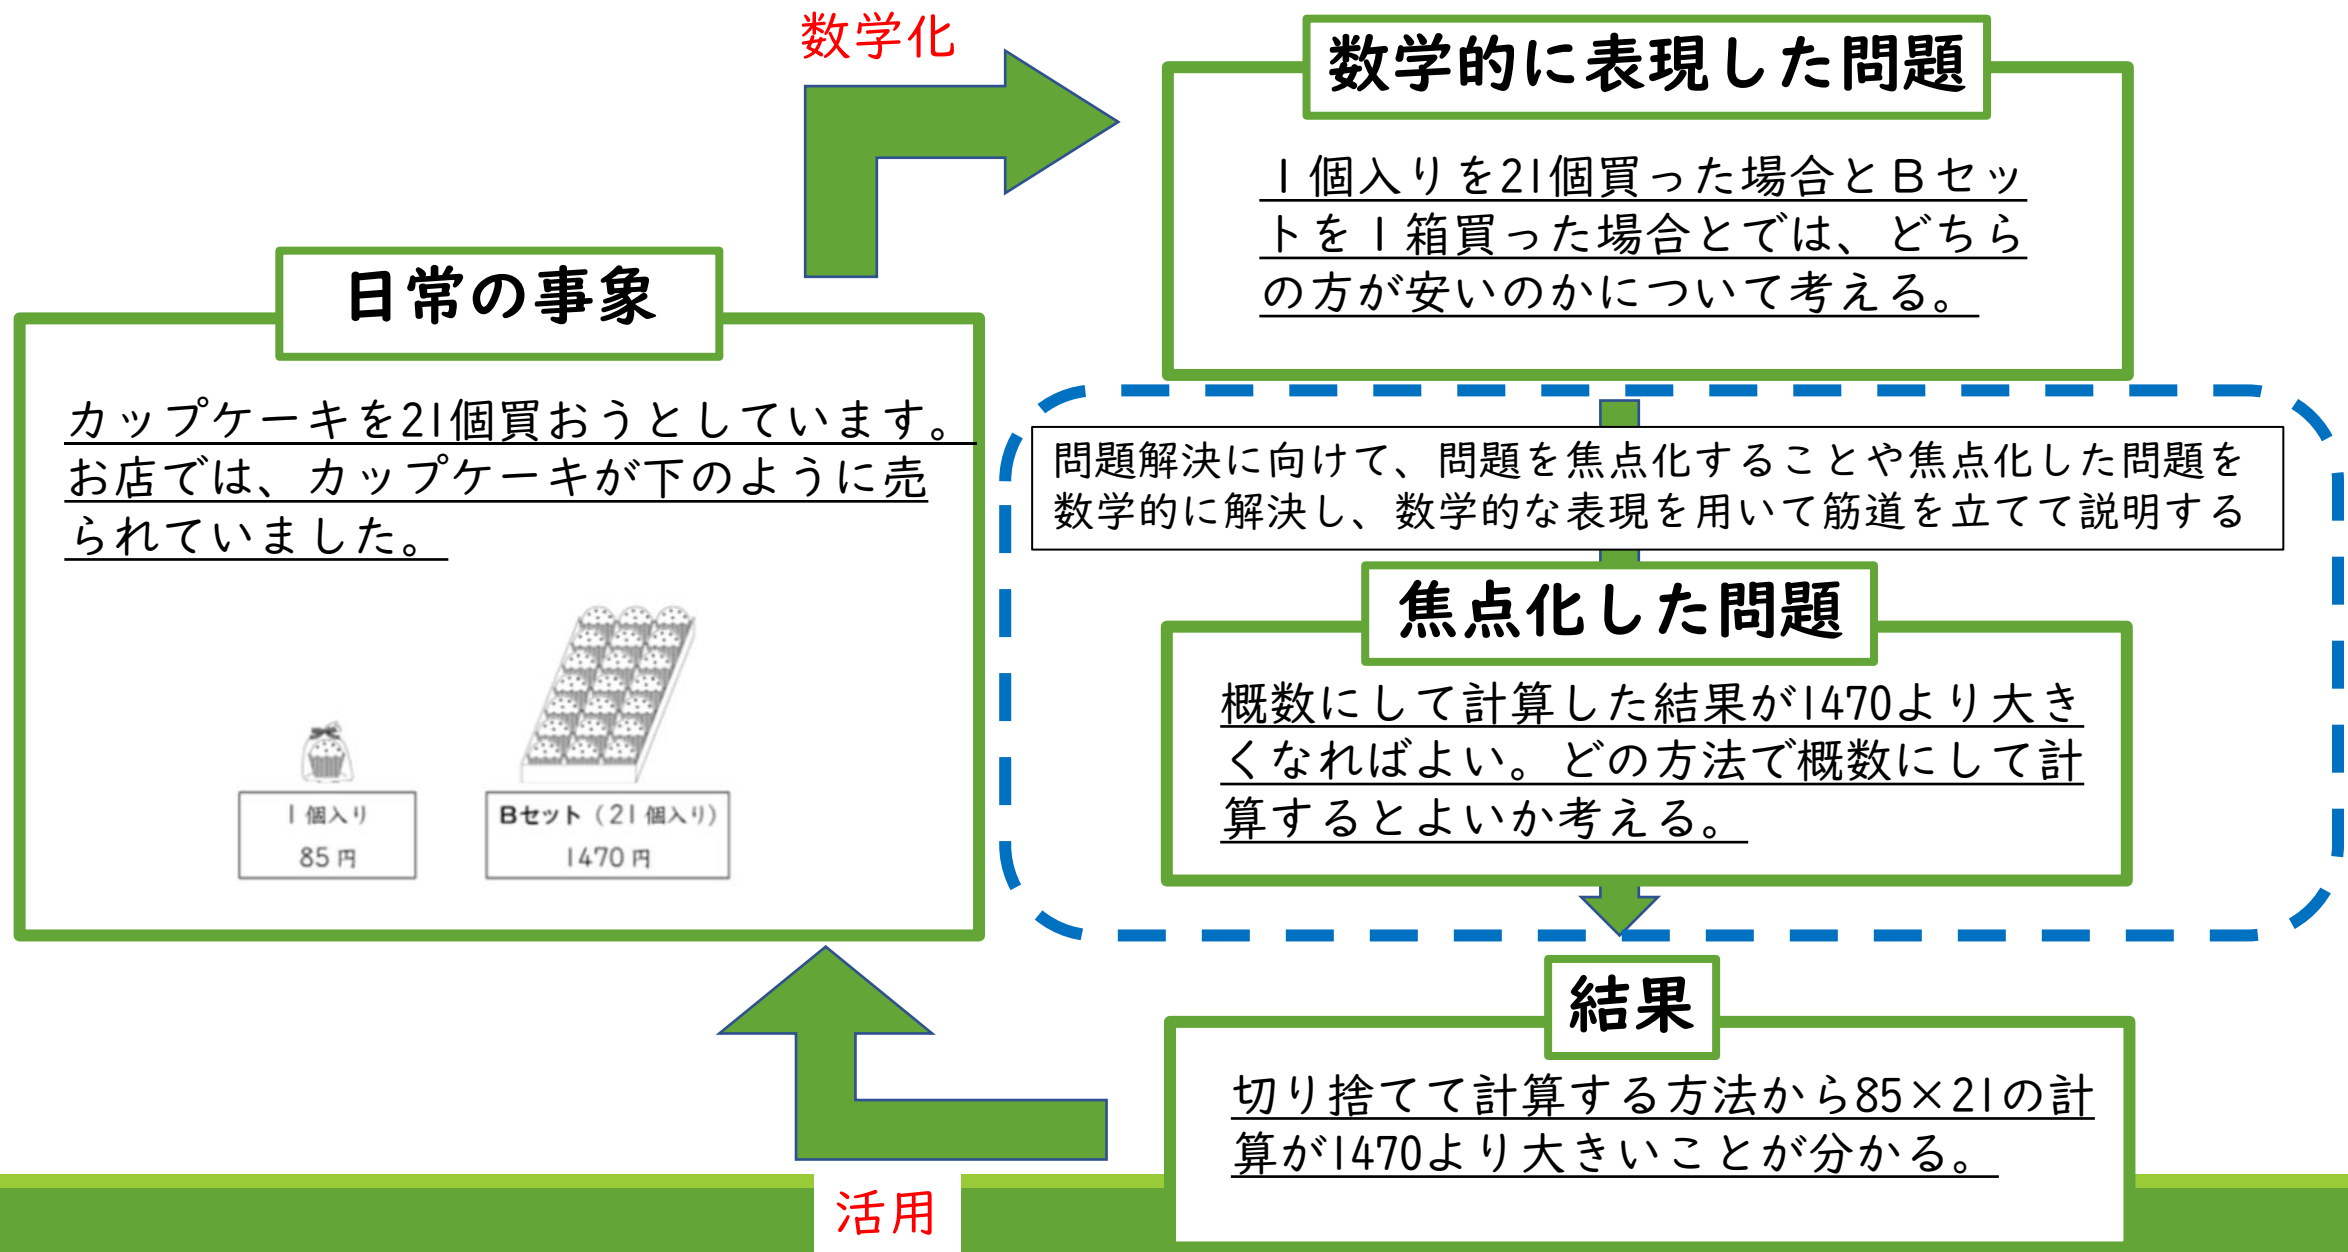 数学化
数学的に表現した問題
1個入りを21個買った場合とBセッ
トを1箱買った場合とでは、どちら
の方が安いのかについて考える。
日常の事象
カップケーキを21個買おうとしています。
お店では、カップケーキが下のように売
られていました。
1個入り
85円
Bセット(21個入り)
1470円
問題解決に向けて、問題を焦点化することや焦点化した問題を
数学的に解決し、数学的な表現を用いて筋道を立てて説明する
焦点化した問題
概数にして計算した結果が1470より大き
くなればよい。どの方法で概数にして計
算するとよいか考える。
結果
切り捨てて計算する方法から85×21の計
算が1470より大きいことが分かる。
活用